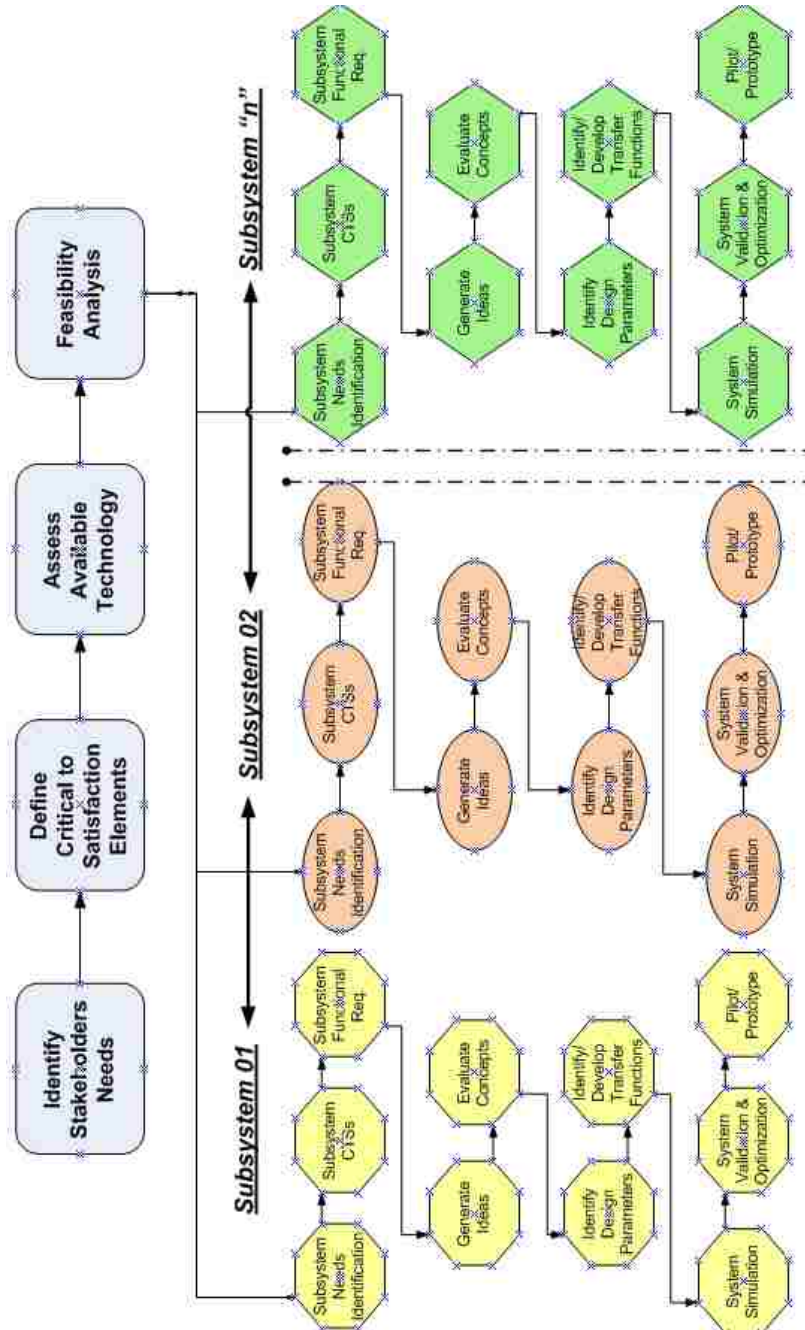 Identify
Stakeholders
Needs
Define
Critical to
Satisfaction
Elements
Assess
Available
Technology
Feasibility
Analysis
Subsystem 01
Subsystem 02
Subsystem "n"
Subsystem
Needs
Identification
Subsystem
CTSs
Subsystem
Functional
Req.
Generate
Ideas
Evaluate
Concepts
Identify
Design
Parameters
Identify/
Develop
Transfer
Functions
System
Simulation
System
Validation &
Optimization
Pilot/
Prototype
Subsystem
Needs
Identification
Subsystem
CTSs
Subsystem
Functional
Req.
Generate
Ideas
Evaluate
Concepts
Identify
Design
Parameters
Identify/
Develop
Transfer
Functions
System
Simulation
System
Validation &
Optimization
Pilot/
Prototype
Subsystem
Needs
Identification
Subsystem
CTSs
Subsystem
Functional
Req.
Generate
Ideas
Evaluate
Concepts
Identify
Design
Parameters
Identify/
Develop
Transfer
Functions
System
Simulation
System
Validation &
Optimization
Pilot/
Prototype